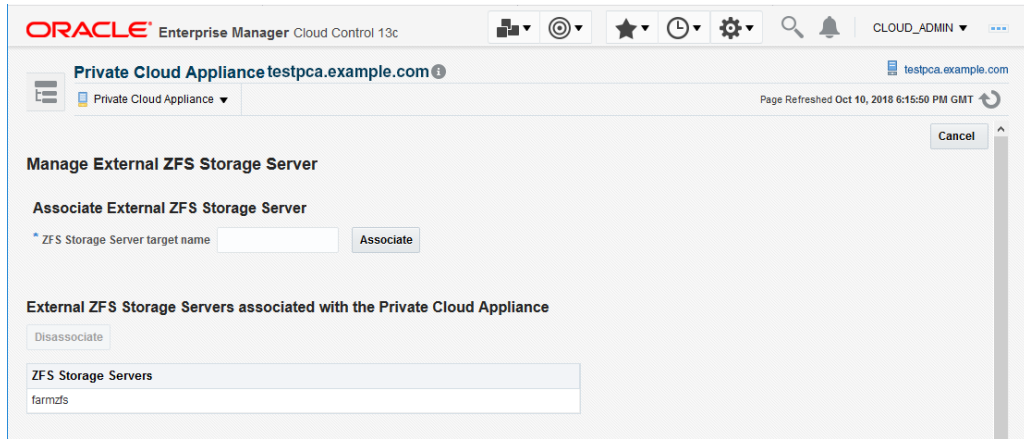 ORACLE Enterprise Manager Cloud Control 13c
CLOUD_ADMIN
Private Cloud Appliance testpca.example.com
testpca.example.com
Private Cloud Appliance
Page Refreshed Oct 10, 2018 6:15:50 PM GMT
Cancel
Manage External ZFS Storage Server
Associate External ZFS Storage Server
* ZFS Storage Server target name Associate
External ZFS Storage Servers associated with the Private Cloud Appliance
Disassociate
ZFS Storage Servers
farmzfs